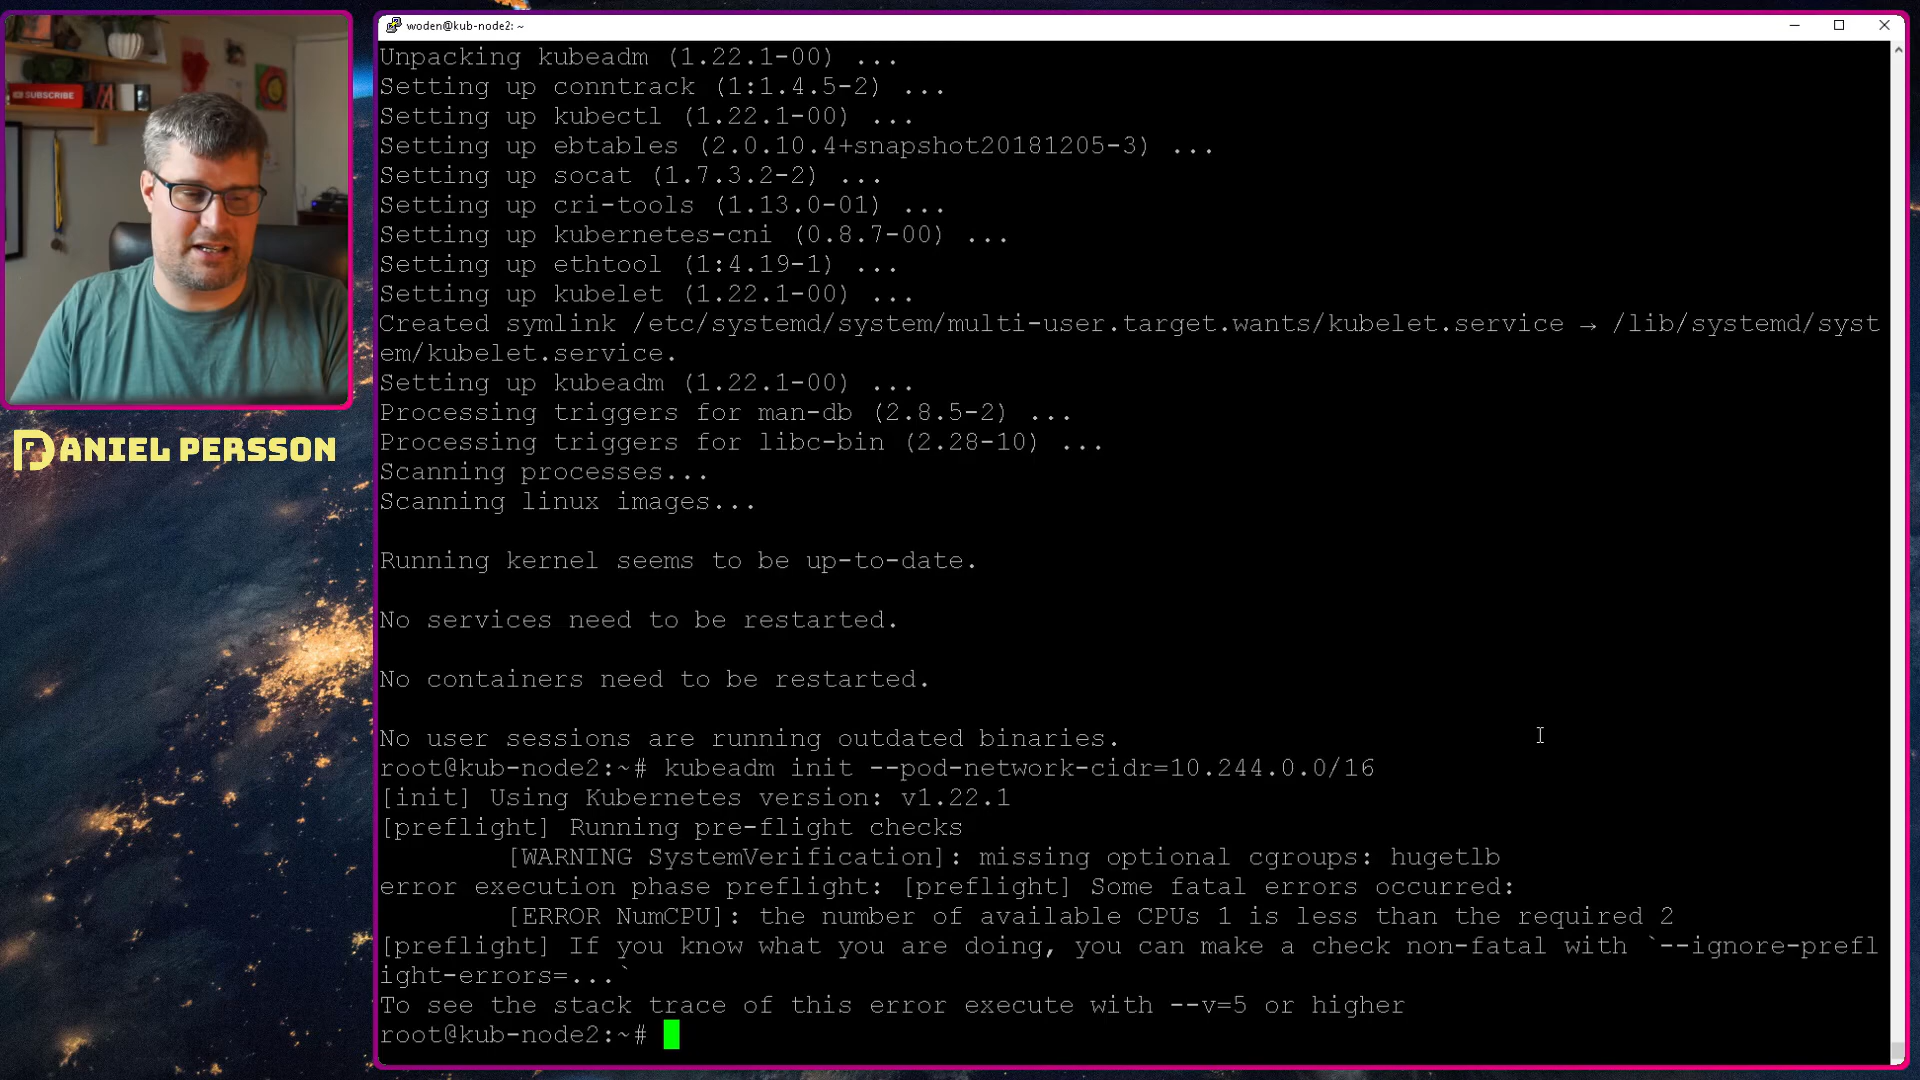 SUBSCRIBE
DANIEL PERSSON
woden@kub-node2: ~
Unpacking kubeadm (1.22.1-00) ...
Setting up conntrack (1:1.4.5-2) ...
Setting up kubectl (1.22.1-00) ...
Setting up ebtables (2.0.10.4+snapshot20181205-3) ...
Setting up socat (1.7.3.2-2) ...
Setting up cri-tools (1.13.0-01) ...
Setting up kubernetes-cni (0.8.7-00) ...
Setting up ethtool (1:4.19-1) ...
Setting up kubelet (1.22.1-00) ...
Created symlink /etc/systemd/system/multi-user.target.wants/kubelet.service → /lib/systemd/syst
em/kubelet.service.
Setting up kubeadm (1.22.1-00) ...
Processing triggers for man-db (2.8.5-2) ...
Processing triggers for libc-bin (2.28-10) ...
Scanning processes...
Scanning linux images...
Running kernel seems to be up-to-date.
No services need to be restarted.
No containers need to be restarted.
No user sessions are running outdated binaries.
root@kub-node2:~# kubeadm init --pod-network-cidr=10.244.0.0/16
[init] Using Kubernetes version: v1.22.1
[preflight] Running pre-flight checks
[WARNING SystemVerification]: missing optional cgroups: hugetlb
error execution phase preflight: [preflight] Some fatal errors occurred:
[ERROR NumCPU]: the number of available CPUs 1 is less than the required 2
[preflight] If you know what you are doing, you can make a check non-fatal with `--ignore-prefl
ight-errors=...`
To see the stack trace of this error execute with --v=5 or higher
root@kub-node2:~#